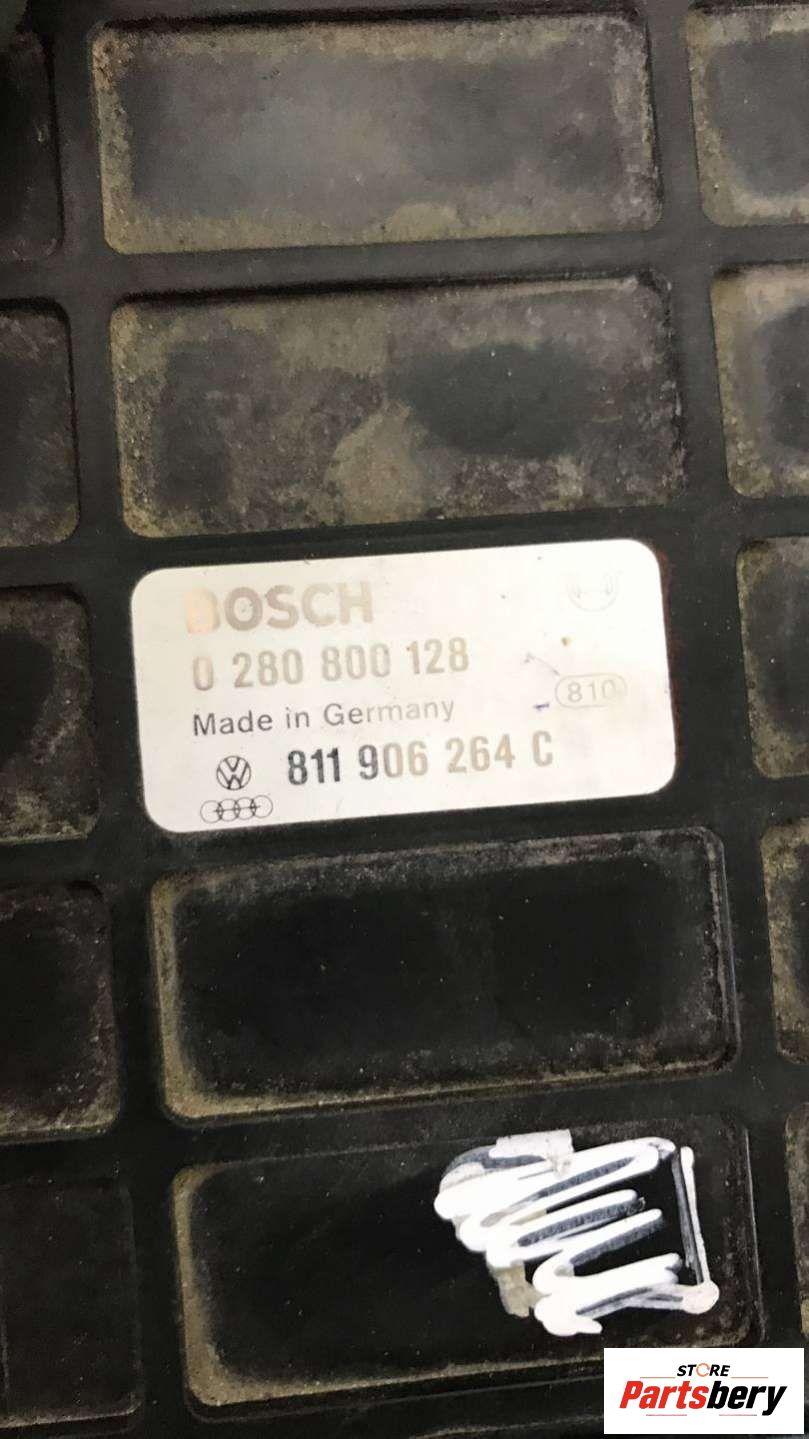 BOSCH
0 280 800 128
Made in Germany
810
811 906 264 C
STORE
Partsbery